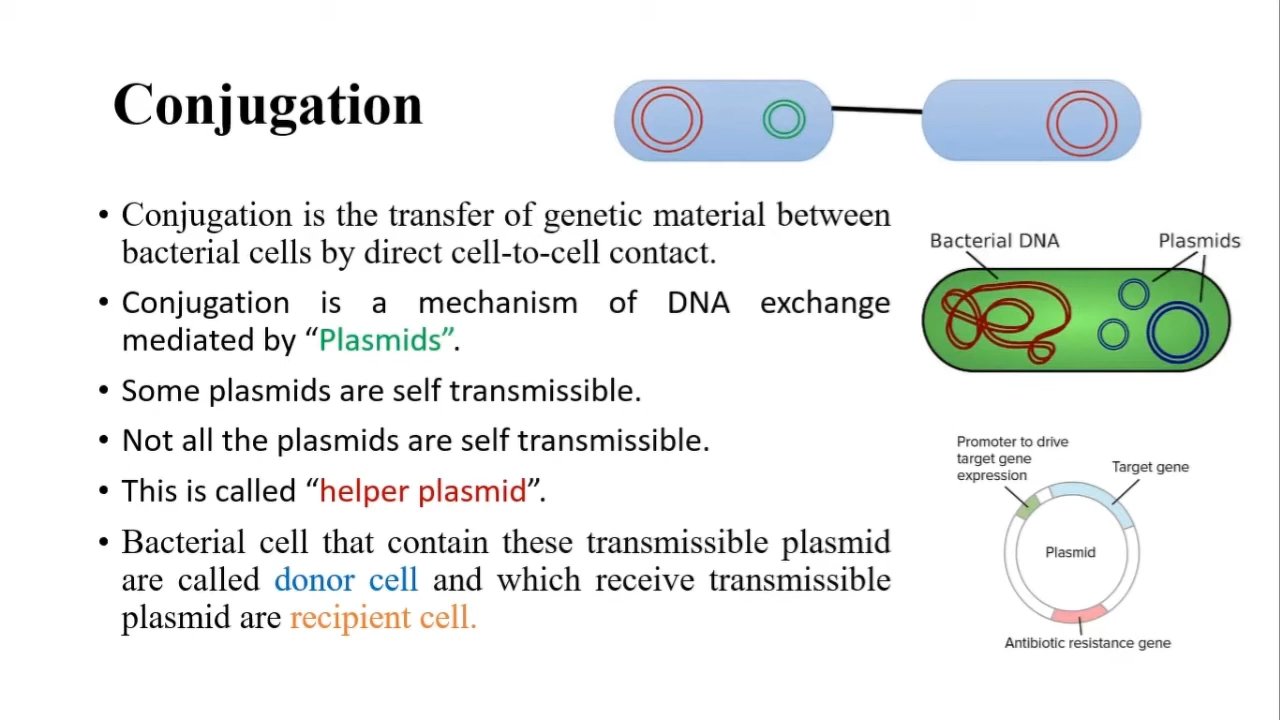 Conjugation
• Conjugation is the transfer of genetic material between
bacterial cells by direct cell-to-cell contact.
• Conjugation is a mechanism of DNA exchange
mediated by “Plasmids”.
• Some plasmids are self transmissible.
• Not all the plasmids are self transmissible.
• This is called “helper plasmid”.
• Bacterial cell that contain these transmissible plasmid
are called donor cell and which receive transmissible
plasmid are recipient cell.
Bacterial DNA
Plasmids
Promoter to drive
target gene
expression
Target gene
Plasmid
Antibiotic resistance gene